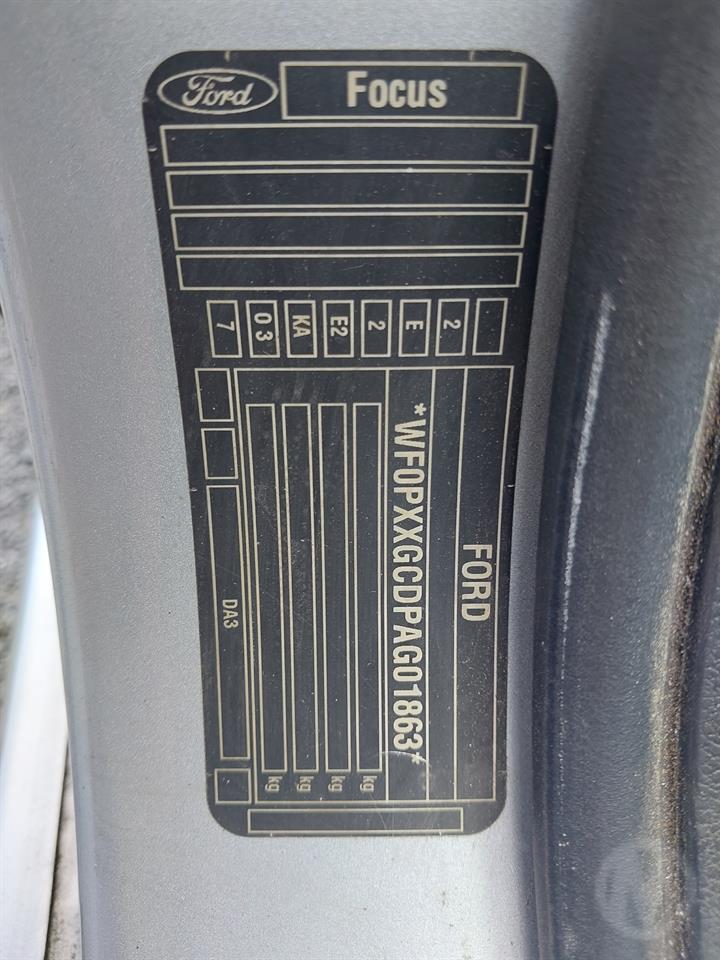 Ford
Focus
2
E
2
E2
KA
03
7
FORD
*WF0PXXGCDPAG01863*
kg
kg
kg
kg
DA3